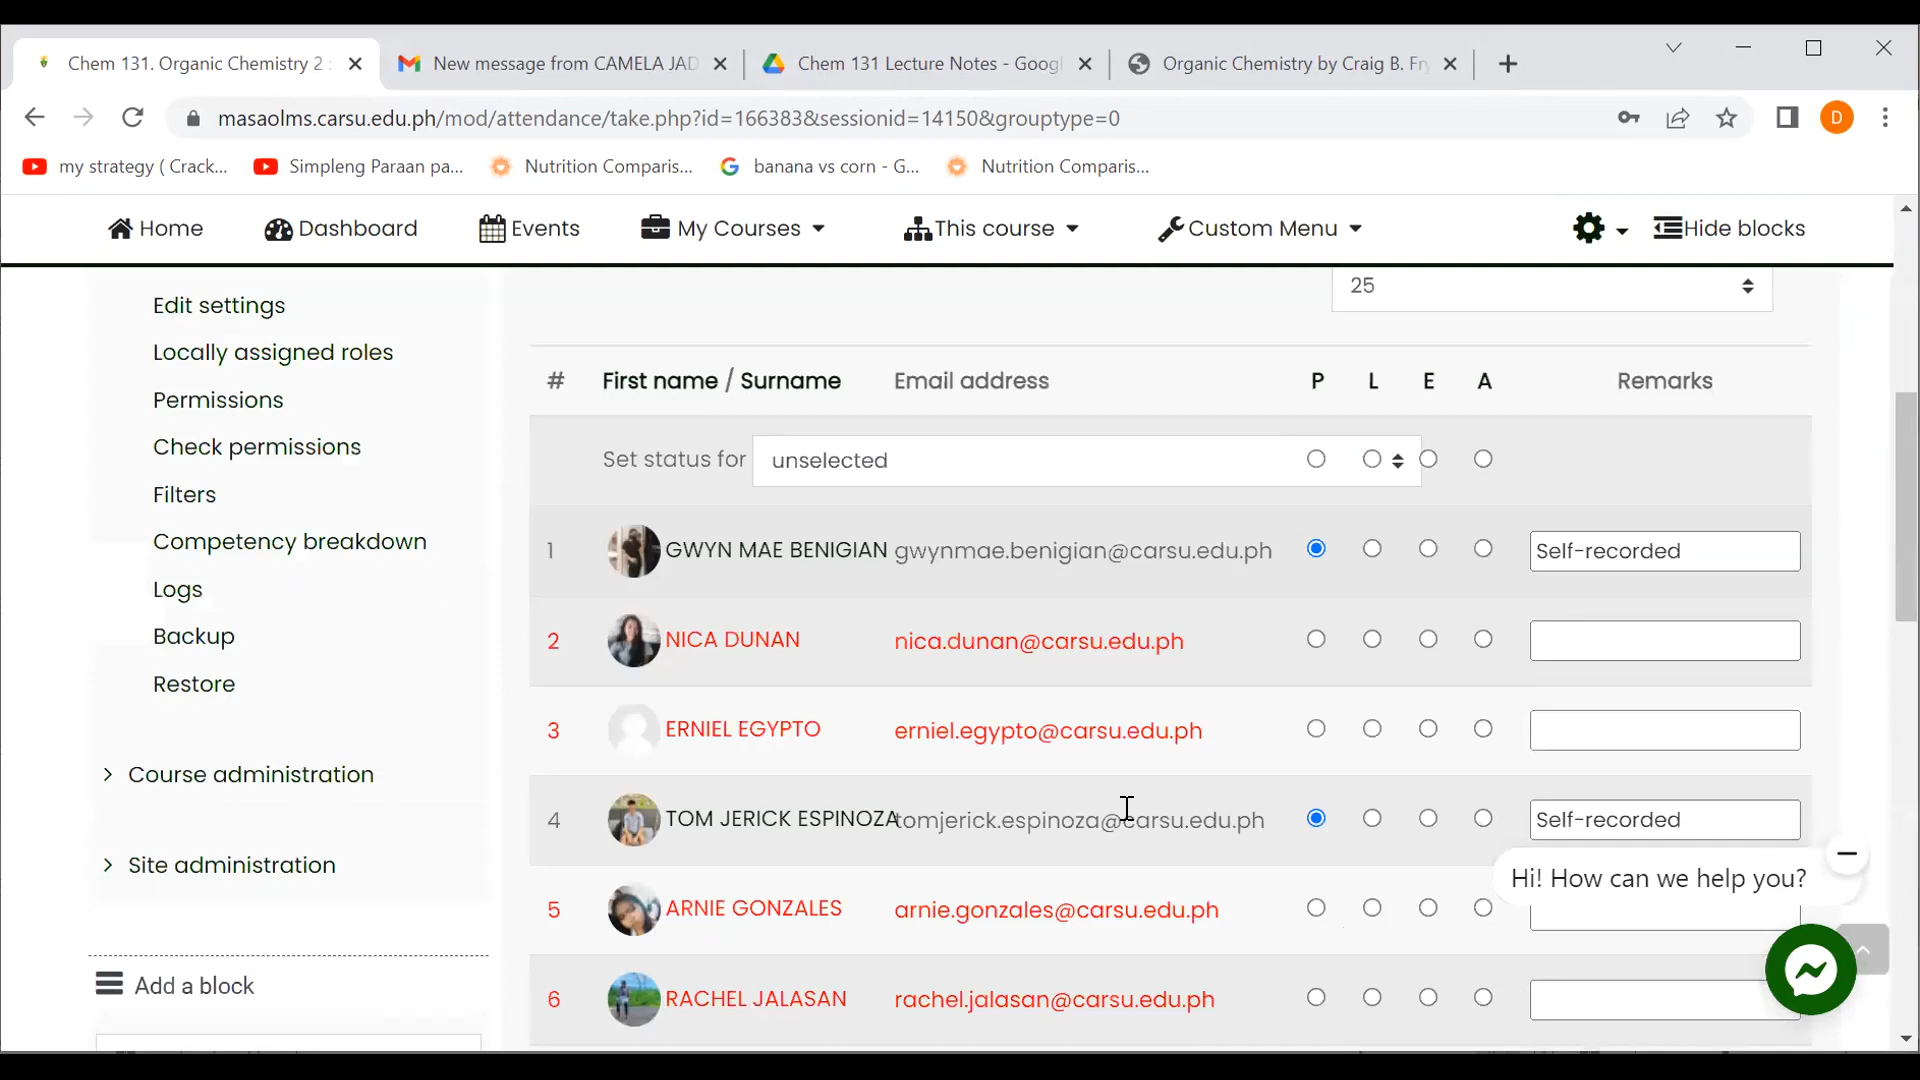 Chem 131. Organic Chemistry 2
New message from CAMELA JAD
Chem 131 Lecture Notes - Googl
Organic Chemistry by Craig B. Fry
masaolms.carsu.edu.ph/mod/attendance/take.php?id=166383&sessionid=14150&grouptype=0
D
my strategy ( Crack...
Simpleng Paraan pa...
Nutrition Comparis...
banana vs corn - G...
Nutrition Comparis...
Home
Dashboard
Events
My Courses
This course
Custom Menu
Hide blocks
Edit settings
Locally assigned roles
Permissions
Check permissions
Filters
Competency breakdown
Logs
Backup
Restore
Course administration
Site administration
Add a block
25
# First name / Surname Email address P L E A Remarks
Set status for unselected
1 GWYN MAE BENIGIAN gwynmae.benigian@carsu.edu.ph Self-recorded
2 NICA DUNAN nica.dunan@carsu.edu.ph
3 ERNIEL EGYPTO erniel.egypto@carsu.edu.ph
4 TOM JERICK ESPINOZA tomjerick.espinoza@carsu.edu.ph Self-recorded
5 ARNIE GONZALES arnie.gonzales@carsu.edu.ph
6 RACHEL JALASAN rachel.jalasan@carsu.edu.ph
Hi! How can we help you?